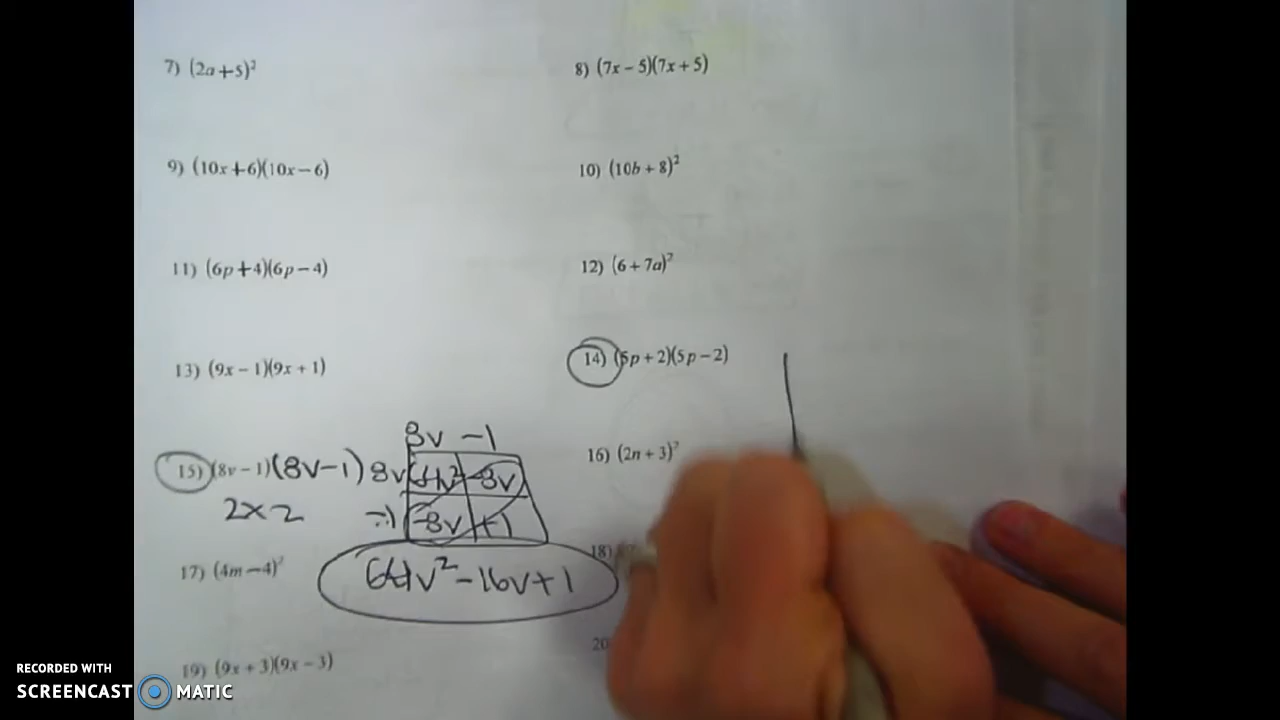 7) (2a + 5)²
8) (7x − 5)(7x + 5)
9) (10x + 6)(10x − 6)
10) (10b + 8)²
11) (6p + 4)(6p − 4)
12) (6 + 7a)²
13) (9x − 1)(9x + 1)
14) (5p + 2)(5p − 2)
8v −1
15) (8v − 1)(8v−1) 8v 64v² −8v
2x2 −1 −8v +1
16) (2n + 3)²
64v² − 16v + 1
17) (4m − 4)²
18)
19) (9x + 3)(9x − 3)
20
RECORDED WITH
SCREENCAST MATIC